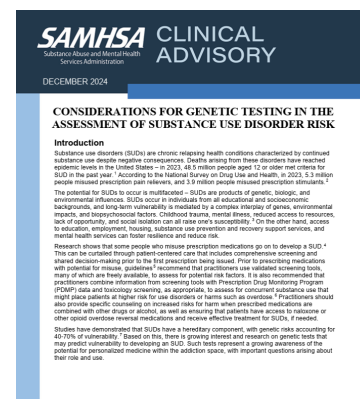 SAMHSA
Substance Abuse and Mental Health
Services Administration
CLINICAL
ADVISORY
DECEMBER 2024
CONSIDERATIONS FOR GENETIC TESTING IN THE
ASSESSMENT OF SUBSTANCE USE DISORDER RISK
Introduction
Substance use disorders (SUDs) are chronic relapsing health conditions characterized by continued
substance use despite negative consequences. Deaths arising from these disorders have reached
epidemic levels in the United States – in 2023, 48.5 million people aged 12 or older met criteria for
SUD in the past year.1 According to the National Survey on Drug Use and Health, in 2023, 5.3 million
people misused prescription pain relievers, and 3.9 million people misused prescription stimulants.2
The potential for SUDs to occur is multifaceted – SUDs are products of genetic, biologic, and
environmental influences. SUDs occur in individuals from all educational and socioeconomic
backgrounds, and long-term vulnerability is mediated by a complex interplay of genes, environmental
impacts, and biopsychosocial factors. Childhood trauma, mental illness, reduced access to resources,
lack of opportunity, and social isolation can all raise one's susceptibility.3 On the other hand, access
to education, employment, housing, substance use prevention and recovery support services, and
mental health services can foster resilience and reduce risk.
Research shows that some people who misuse prescription medications go on to develop a SUD.4
This can be curtailed through patient-centered care that includes comprehensive screening and
shared decision-making prior to the first prescription being issued. Prior to prescribing medications
with potential for misuse, guidelines5 recommend that practitioners use validated screening tools,
many of which are freely available, to assess for potential risk factors. It is also recommended that
practitioners combine information from screening tools with Prescription Drug Monitoring Program
(PDMP) data and toxicology screening, as appropriate, to assess for concurrent substance use that
might place patients at higher risk for use disorders or harms such as overdose.6 Practitioners should
also provide specific counseling on increased risks for harm when prescribed medications are
combined with other drugs or alcohol, as well as ensuring that patients have access to naloxone or
other opioid overdose reversal medications and receive effective treatment for SUDs, if needed.
Studies have demonstrated that SUDs have a hereditary component, with genetic risks accounting for
40-70% of vulnerability.7 Based on this, there is growing interest and research on genetic tests that
may predict vulnerability to developing an SUD. Such tests represent a growing awareness of the
potential for personalized medicine within the addiction space, with important questions arising about
their role and use.